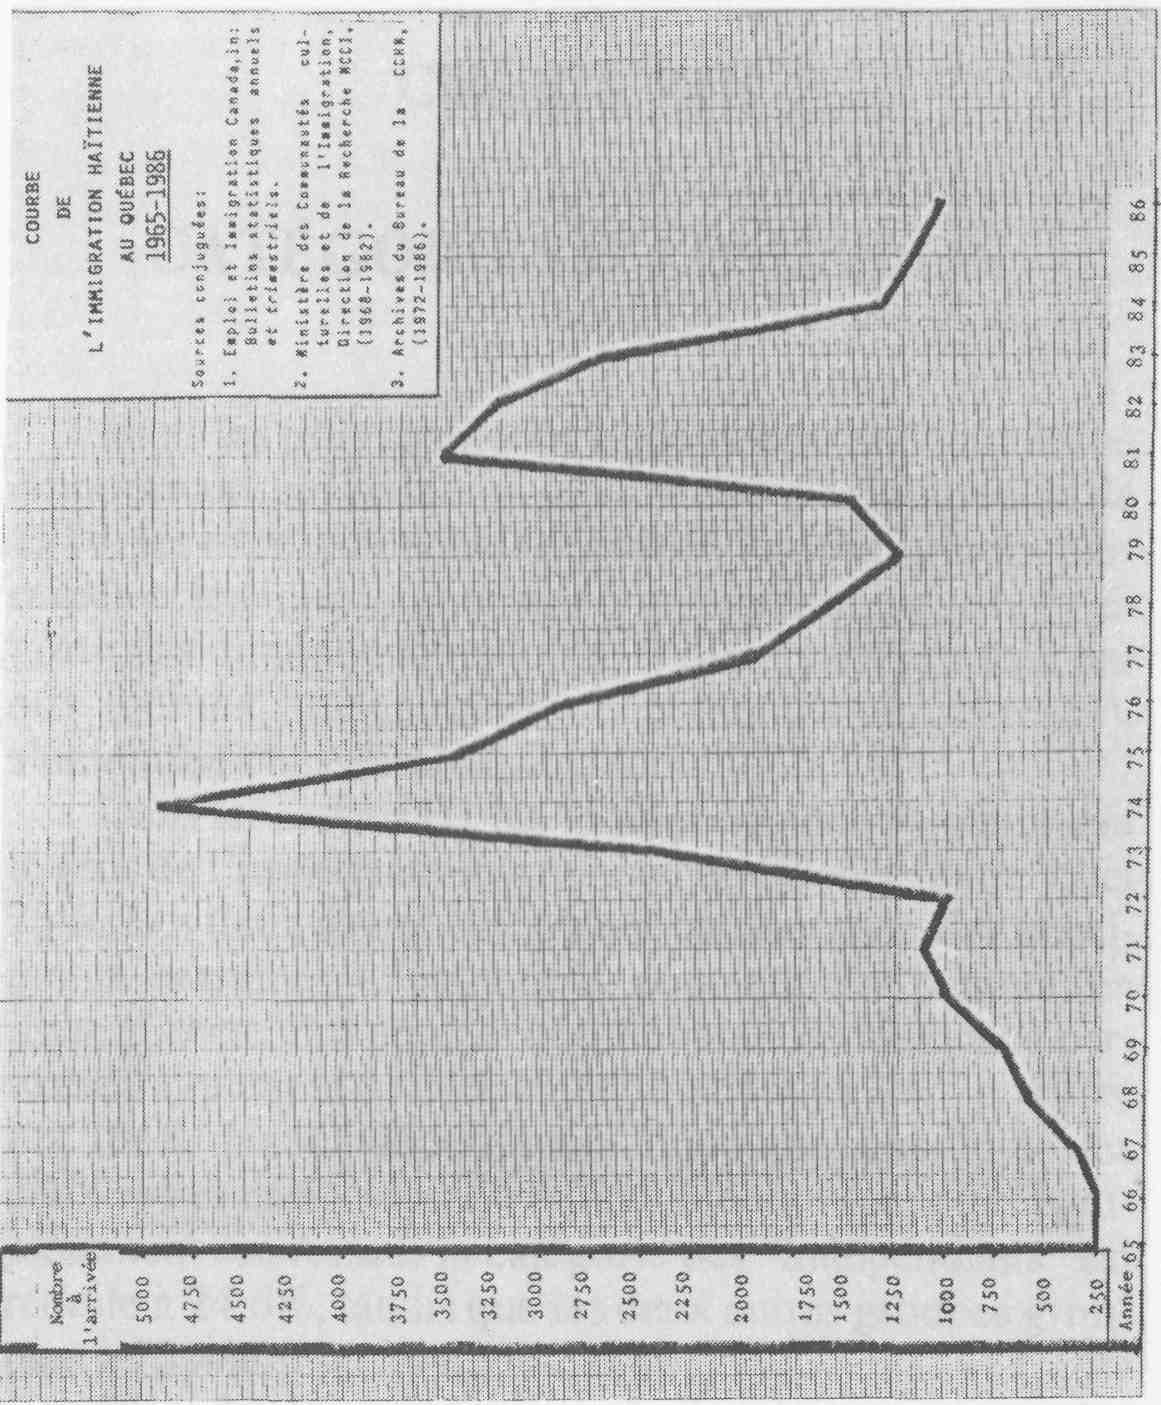 COURBE
DE
L'IMMIGRATION HAÏTIENNE
AU QUÉBEC
1965-1986
Sources conjuguées:
1. Emploi et Immigration Canada, in:
Bulletins statistiques annuels
et trimestriels.
2. Ministère des Communautés cul-
turelles et de l'Immigration,
Direction de la Recherche MCCI,
(1968-1982).
3. Archives du Bureau de la CCHM,
(1972-1986).
Nombre
à
l'arrivée
5000
4750
4500
4250
4000
3750
3500
3250
3000
2750
2500
2250
2000
1750
1500
1250
1000
750
500
250
Année 65 66 67 68 69 70 71 72 73 74 75 76 77 78 79 80 81 82 83 84 85 86